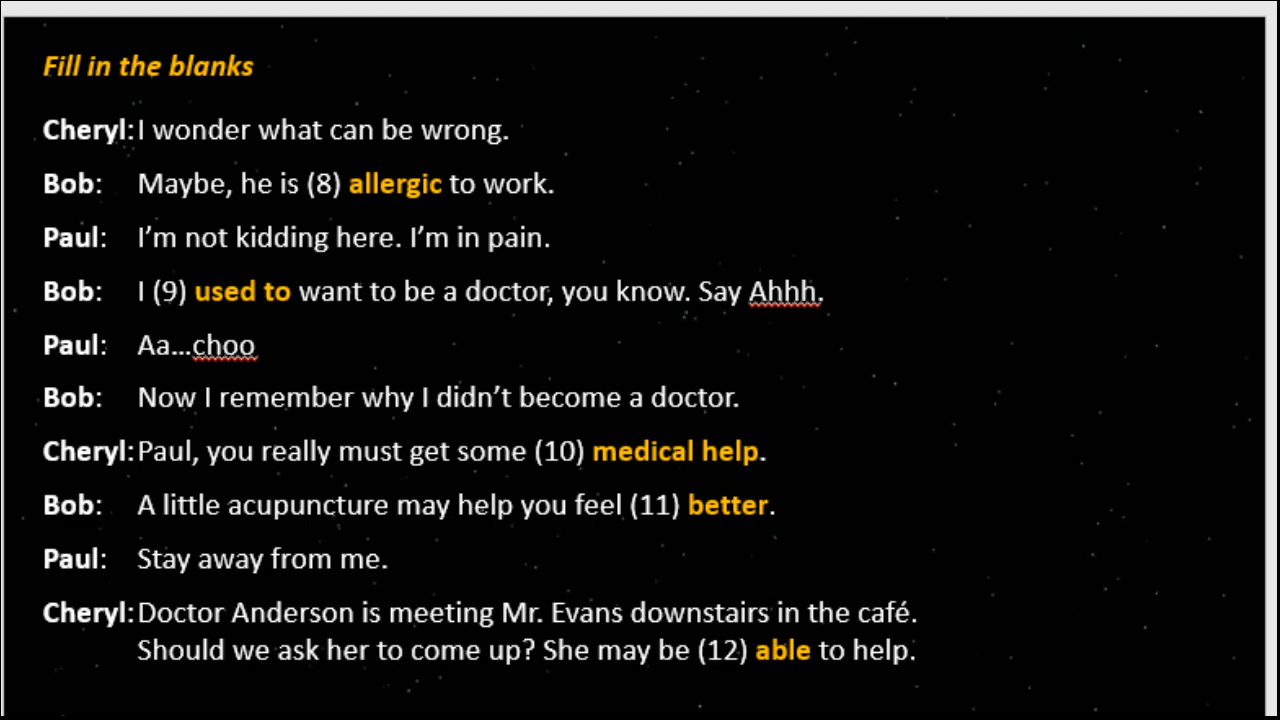 Fill in the blanks
Cheryl: I wonder what can be wrong.
Bob: Maybe, he is (8) allergic to work.
Paul: I’m not kidding here. I’m in pain.
Bob: I (9) used to want to be a doctor, you know. Say Ahhh.
Paul: Aa…choo
Bob: Now I remember why I didn’t become a doctor.
Cheryl: Paul, you really must get some (10) medical help.
Bob: A little acupuncture may help you feel (11) better.
Paul: Stay away from me.
Cheryl: Doctor Anderson is meeting Mr. Evans downstairs in the café.
Should we ask her to come up? She may be (12) able to help.